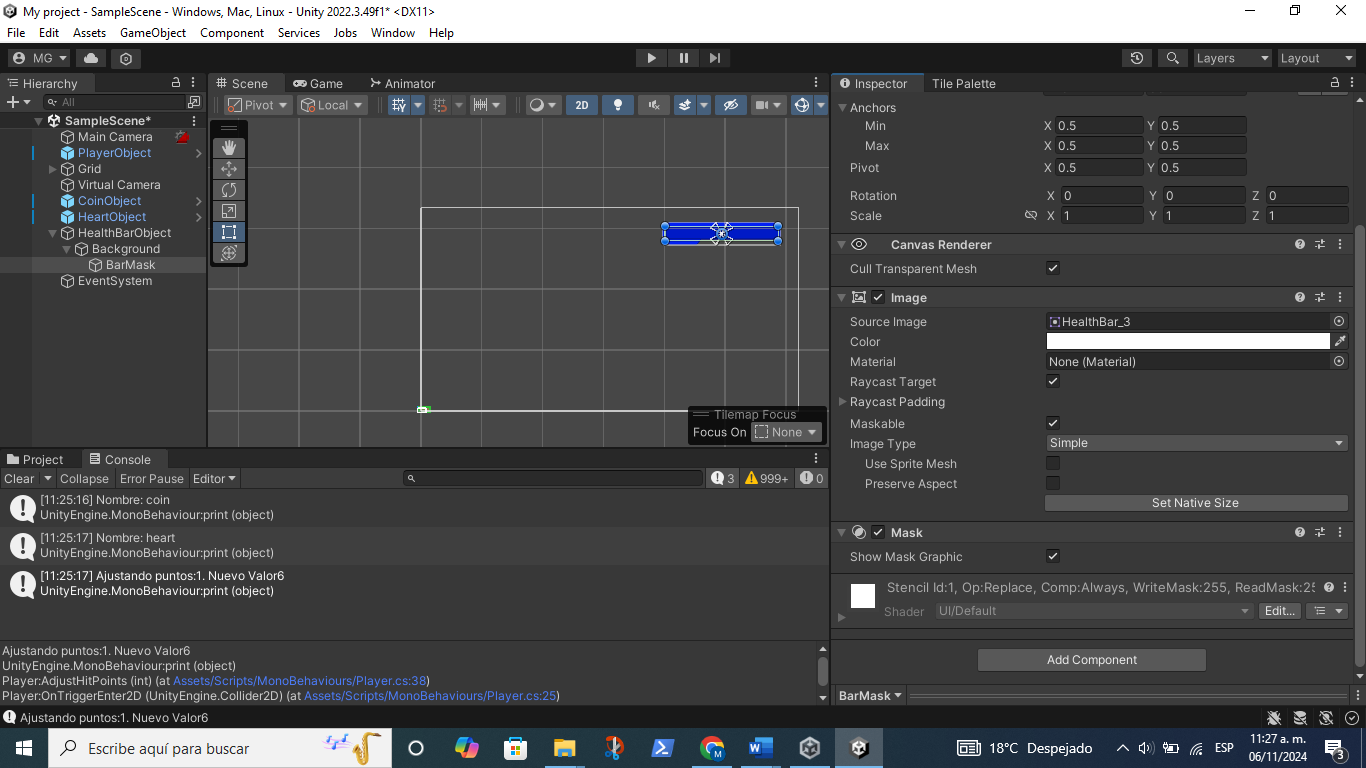 My project - SampleScene - Windows, Mac, Linux - Unity 2022.3.49f1* <DX11>
File Edit Assets GameObject Component Services Jobs Window Help
MG Layers Layout
Hierarchy
All
SampleScene*
Main Camera
PlayerObject
Grid
Virtual Camera
CoinObject
HeartObject
HealthBarObject
Background
BarMask
EventSystem
Scene Game Animator
Pivot Local 2D
Tilemap Focus
Focus On None
Inspector Tile Palette
Anchors
Min X 0.5 Y 0.5
Max X 0.5 Y 0.5
Pivot X 0.5 Y 0.5
Rotation X 0 Y 0 Z 0
Scale X 1 Y 1 Z 1
Canvas Renderer
Cull Transparent Mesh
Image
Source Image HealthBar_3
Color
Material None (Material)
Raycast Target
Raycast Padding
Maskable
Image Type Simple
Use Sprite Mesh
Preserve Aspect
Set Native Size
Mask
Show Mask Graphic
Stencil Id:1, Op:Replace, Comp:Always, WriteMask:255, ReadMask:25
Shader UI/Default Edit...
Add Component
BarMask
Project Console
Clear Collapse Error Pause Editor 3 999+ 0
[11:25:16] Nombre: coin
UnityEngine.MonoBehaviour:print (object)
[11:25:17] Nombre: heart
UnityEngine.MonoBehaviour:print (object)
[11:25:17] Ajustando puntos:1. Nuevo Valor6
UnityEngine.MonoBehaviour:print (object)
Ajustando puntos:1. Nuevo Valor6
UnityEngine.MonoBehaviour:print (object)
Player:AdjustHitPoints (int) (at Assets/Scripts/MonoBehaviours/Player.cs:38)
Player:OnTriggerEnter2D (UnityEngine.Collider2D) (at Assets/Scripts/MonoBehaviours/Player.cs:25)
Ajustando puntos:1. Nuevo Valor6
Escribe aquí para buscar
18°C Despejado
ESP
11:27 a. m.
06/11/2024
3